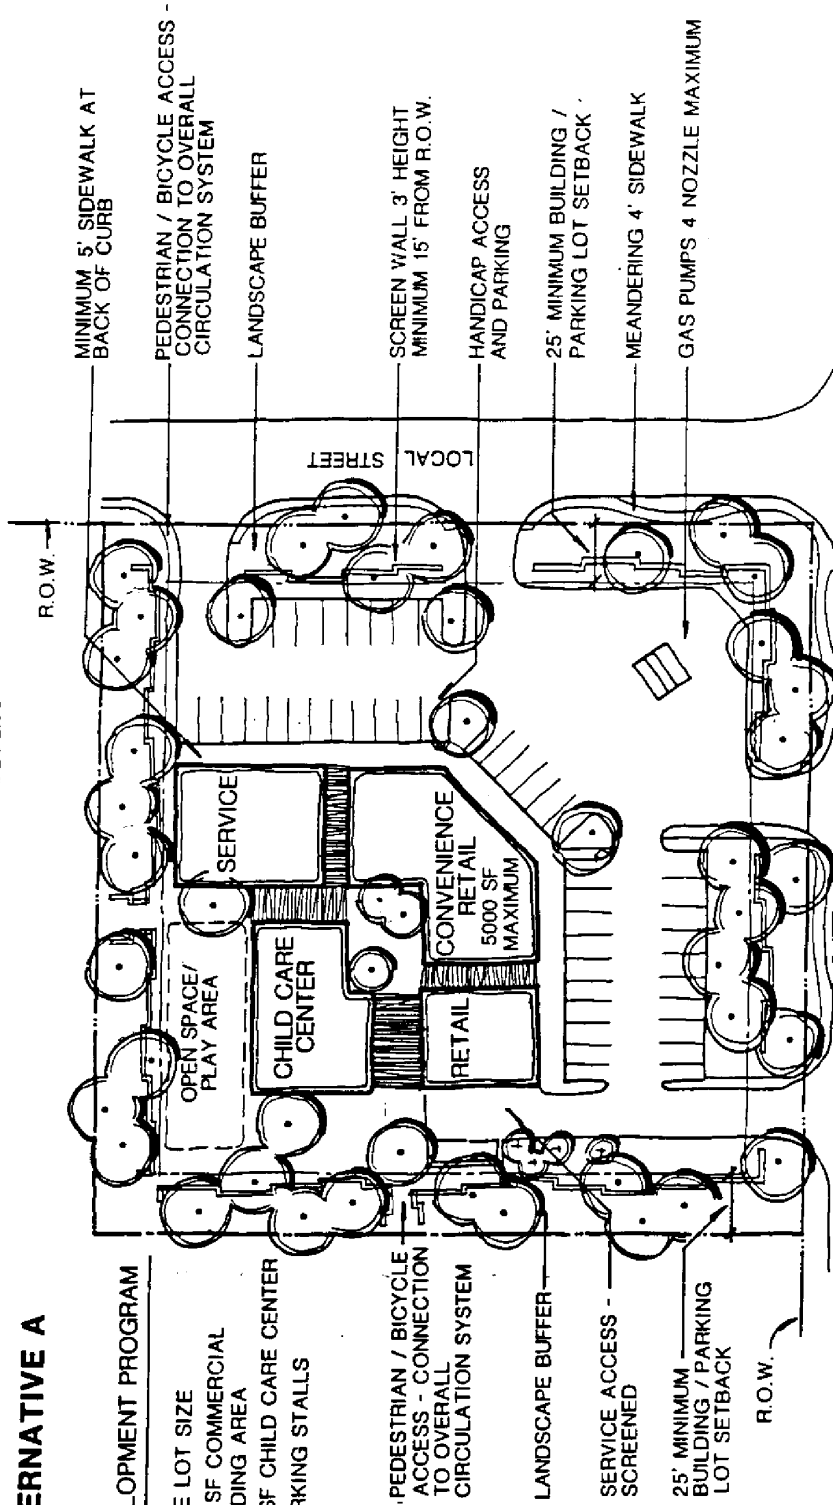 ERNATIVE A
LOPMENT PROGRAM
E LOT SIZE
SF COMMERCIAL
DING AREA
SF CHILD CARE CENTER
RKING STALLS
PEDESTRIAN / BICYCLE
ACCESS - CONNECTION
TO OVERALL
CIRCULATION SYSTEM
LANDSCAPE BUFFER
SERVICE ACCESS -
SCREENED
25' MINIMUM
BUILDING / PARKING
LOT SETBACK
R.O.W.
OPEN SPACE/
PLAY AREA
CHILD CARE
CENTER
RETAIL
SERVICE
CONVENIENCE
RETAIL
5000 SF
MAXIMUM
R.O.W.
LOCAL STREET
MINIMUM 5' SIDEWALK AT
BACK OF CURB
PEDESTRIAN / BICYCLE ACCESS -
CONNECTION TO OVERALL
CIRCULATION SYSTEM
LANDSCAPE BUFFER
SCREEN WALL 3' HEIGHT
MINIMUM 15' FROM R.O.W.
HANDICAP ACCESS
AND PARKING
25' MINIMUM BUILDING /
PARKING LOT SETBACK
MEANDERING 4' SIDEWALK
GAS PUMPS 4 NOZZLE MAXIMUM